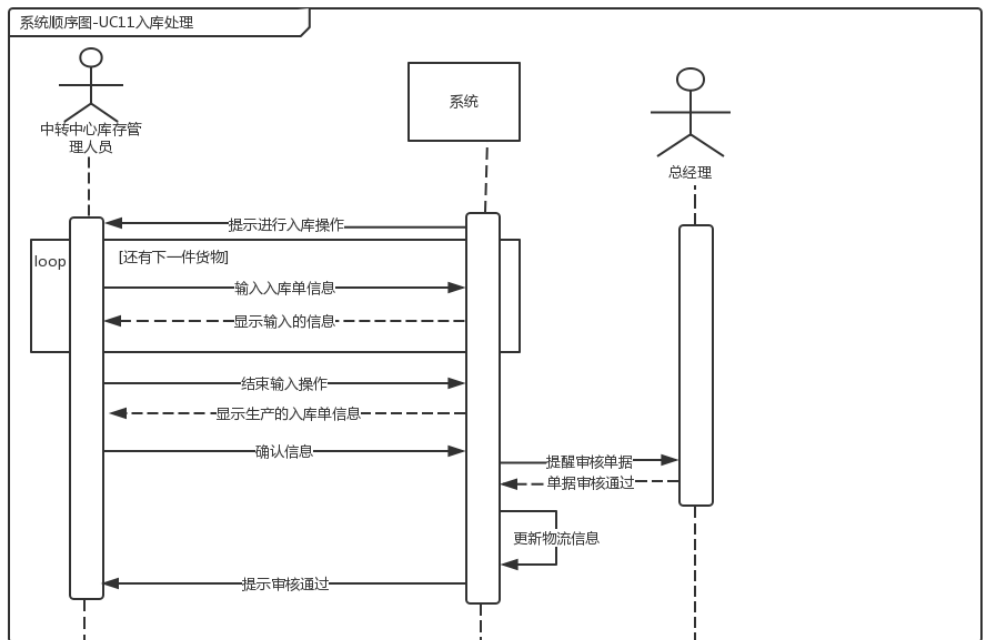 系统顺序图-UC11入库处理
系统
中转中心库存管
理人员
总经理
提示进行入库操作
loop
[还有下一件货物]
输入入库单信息
显示输入的信息
结束输入操作
显示生产的入库单信息
确认信息
提醒审核单据
单据审核通过
更新物流信息
提示审核通过